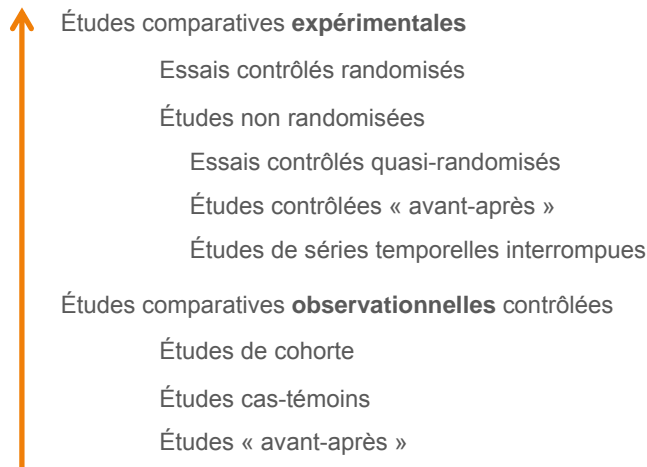 Études comparatives expérimentales
Essais contrôlés randomisés
Études non randomisées
Essais contrôlés quasi-randomisés
Études contrôlées « avant-après »
Études de séries temporelles interrompues
Études comparatives observationnelles contrôlées
Études de cohorte
Études cas-témoins
Études « avant-après »